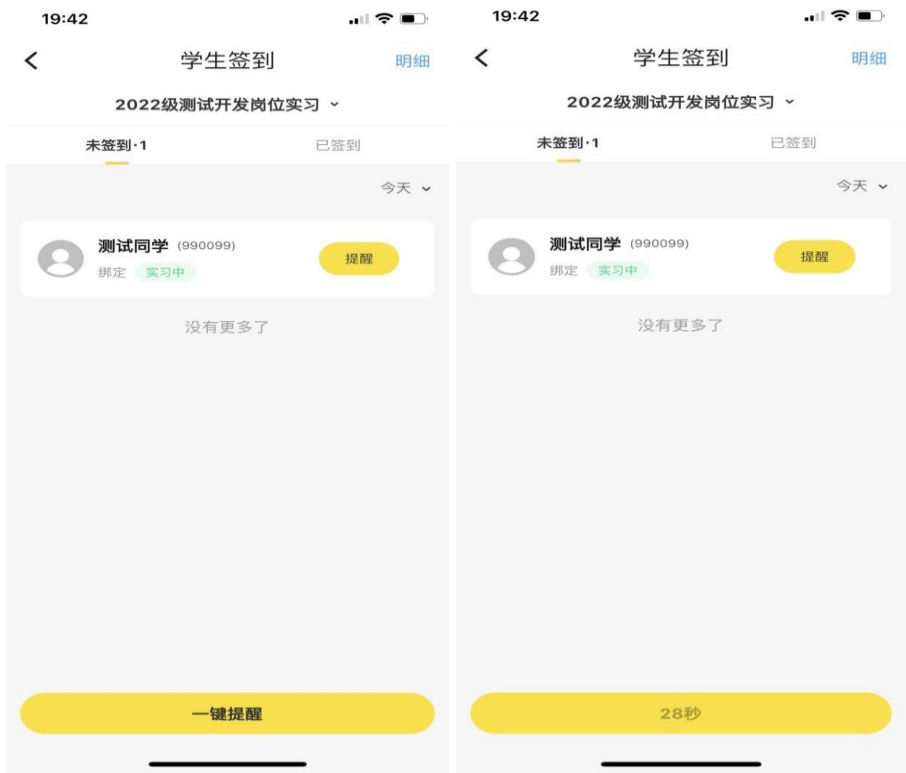 19:42
学生签到
明细
2022级测试开发岗位实习
未签到·1
已签到
今天
测试同学 (990099)
绑定 实习中
提醒
没有更多了
一键提醒
19:42
学生签到
明细
2022级测试开发岗位实习
未签到·1
已签到
今天
测试同学 (990099)
绑定 实习中
提醒
没有更多了
28秒